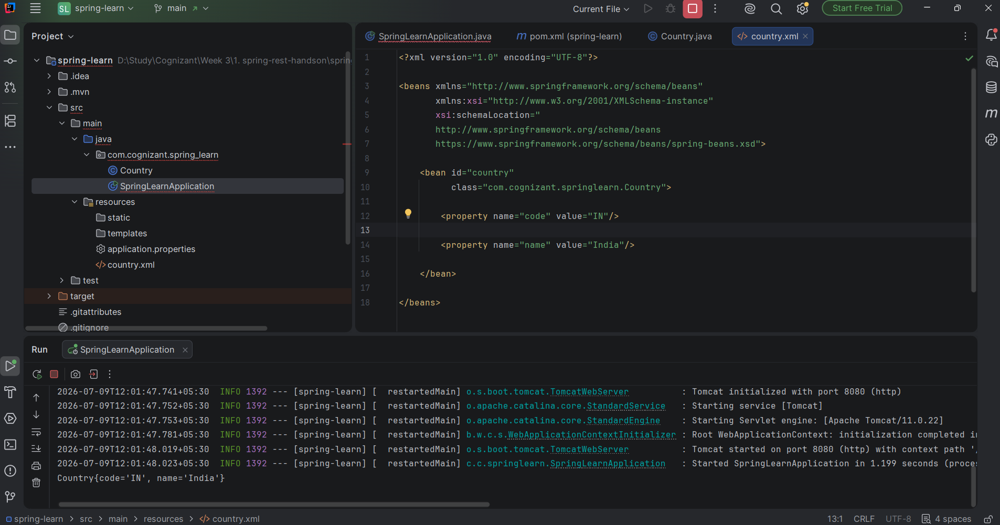 SL spring-learn main Current File Start Free Trial
Project
SpringLearnApplication.java pom.xml (spring-learn) Country.java country.xml
spring-learn D:\Study\Cognizant\Week 3\1. spring-rest-handson\sprin
.idea
.mvn
src
main
java
com.cognizant.spring_learn
Country
SpringLearnApplication
resources
static
templates
application.properties
country.xml
test
target
.gitattributes
.gitignore
1 <?xml version="1.0" encoding="UTF-8"?>
2
3 <beans xmlns="http://www.springframework.org/schema/beans"
4 xmlns:xsi="http://www.w3.org/2001/XMLSchema-instance"
5 xsi:schemaLocation="
6 http://www.springframework.org/schema/beans
7 https://www.springframework.org/schema/beans/spring-beans.xsd">
8
9 <bean id="country"
10 class="com.cognizant.springlearn.Country">
11
12 <property name="code" value="IN"/>
13
14 <property name="name" value="India"/>
15
16 </bean>
17
18 </beans>
Run SpringLearnApplication
2026-07-09T12:01:47.741+05:30 INFO 1392 --- [spring-learn] [ restartedMain] o.s.boot.tomcat.TomcatWebServer : Tomcat initialized with port 8080 (http)
2026-07-09T12:01:47.752+05:30 INFO 1392 --- [spring-learn] [ restartedMain] o.apache.catalina.core.StandardService : Starting service [Tomcat]
2026-07-09T12:01:47.753+05:30 INFO 1392 --- [spring-learn] [ restartedMain] o.apache.catalina.core.StandardEngine : Starting Servlet engine: [Apache Tomcat/11.0.22]
2026-07-09T12:01:47.781+05:30 INFO 1392 --- [spring-learn] [ restartedMain] b.w.c.s.WebApplicationContextInitializer : Root WebApplicationContext: initialization completed in
2026-07-09T12:01:48.019+05:30 INFO 1392 --- [spring-learn] [ restartedMain] o.s.boot.tomcat.TomcatWebServer : Tomcat started on port 8080 (http) with context path '/
2026-07-09T12:01:48.023+05:30 INFO 1392 --- [spring-learn] [ restartedMain] c.c.springlearn.SpringLearnApplication : Started SpringLearnApplication in 1.199 seconds (proces
Country{code='IN', name='India'}
spring-learn > src > main > resources > country.xml 13:1 CRLF UTF-8 4 spaces